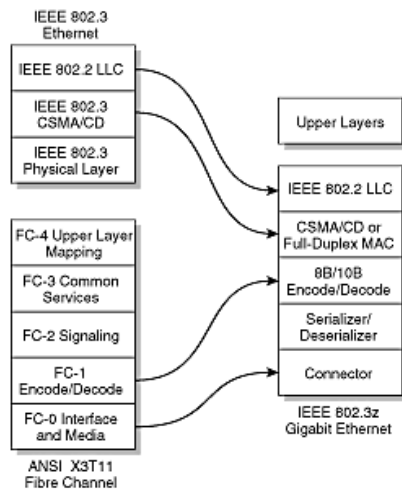 IEEE 802.3
Ethernet
IEEE 802.2 LLC
IEEE 802.3
CSMA/CD
IEEE 802.3
Physical Layer
FC-4 Upper Layer
Mapping
FC-3 Common
Services
FC-2 Signaling
FC-1
Encode/Decode
FC-0 Interface
and Media
ANSI X3T11
Fibre Channel
Upper Layers
IEEE 802.2 LLC
CSMA/CD or
Full-Duplex MAC
8B/10B
Encode/Decode
Serializer/
Deserializer
Connector
IEEE 802.3z
Gigabit Ethernet